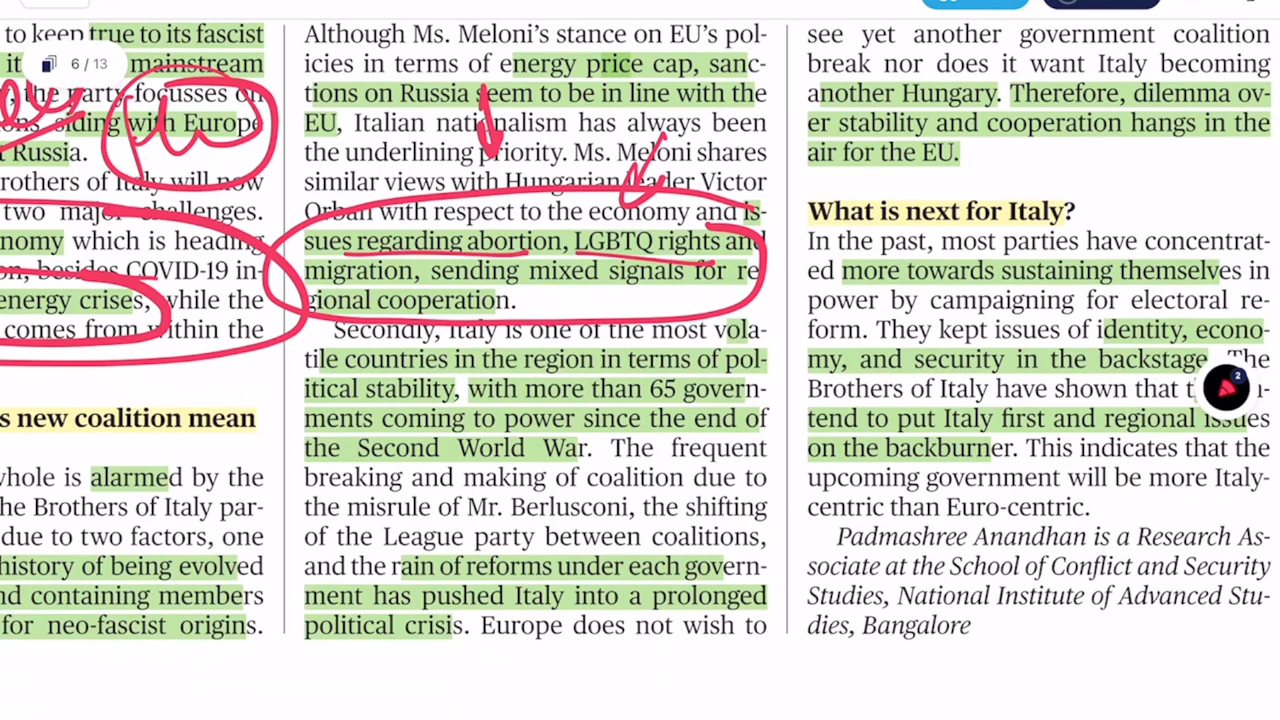 6 / 13
to keep true to its fascist
it mainstream
the party focusses on
siding with Europe
Russia.
rothers of Italy will now
two major challenges.
nomy which is heading
on, besides COVID-19 in-
energy crises, while the
comes from within the
s new coalition mean
whole is alarmed by the
he Brothers of Italy par-
due to two factors, one
history of being evolved
nd containing members
for neo-fascist origins.
Although Ms. Meloni’s stance on EU’s pol-
icies in terms of energy price cap, sanc-
tions on Russia seem to be in line with the
EU, Italian nationalism has always been
the underlining priority. Ms. Meloni shares
similar views with Hungarian leader Victor
Orban with respect to the economy and is-
sues regarding abortion, LGBTQ rights and
migration, sending mixed signals for re
gional cooperation.
Secondly, Italy is one of the most vola-
tile countries in the region in terms of pol-
itical stability, with more than 65 govern-
ments coming to power since the end of
the Second World War. The frequent
breaking and making of coalition due to
the misrule of Mr. Berlusconi, the shifting
of the League party between coalitions,
and the rain of reforms under each govern-
ment has pushed Italy into a prolonged
political crisis. Europe does not wish to
see yet another government coalition
break nor does it want Italy becoming
another Hungary. Therefore, dilemma ov-
er stability and cooperation hangs in the
air for the EU.
What is next for Italy?
In the past, most parties have concentrat-
ed more towards sustaining themselves in
power by campaigning for electoral re-
form. They kept issues of identity, econo-
my, and security in the backstage. The
Brothers of Italy have shown that
2
tend to put Italy first and regional issues
on the backburner. This indicates that the
upcoming government will be more Italy-
centric than Euro-centric.
Padmashree Anandhan is a Research As-
sociate at the School of Conflict and Security
Studies, National Institute of Advanced Stu-
dies, Bangalore